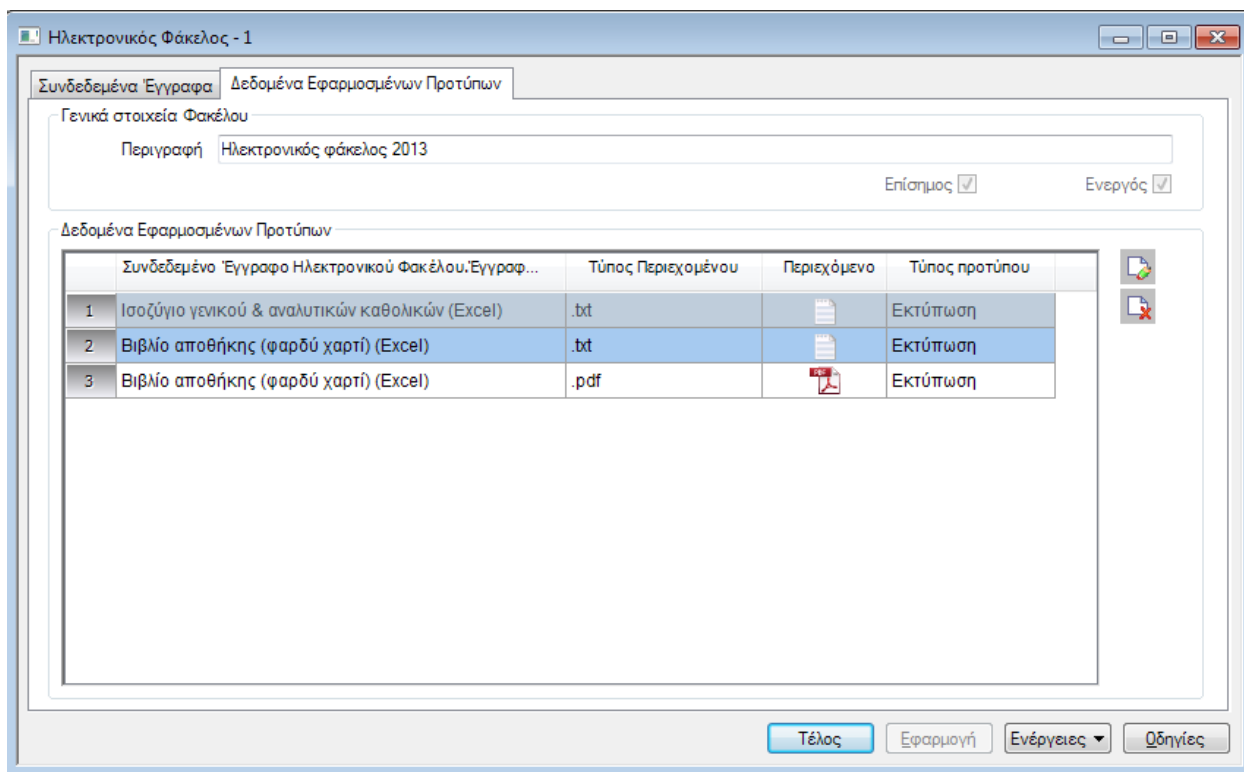 Ηλεκτρονικός Φάκελος - 1
Συνδεδεμένα Έγγραφα Δεδομένα Εφαρμοσμένων Προτύπων
Γενικά στοιχεία Φακέλου
Περιγραφή Ηλεκτρονικός φάκελος 2013
Επίσημος Ενεργός
Δεδομένα Εφαρμοσμένων Προτύπων
Συνδεδεμένο Έγγραφο Ηλεκτρονικού Φακέλου.Έγγραφ... Τύπος Περιεχομένου Περιεχόμενο Τύπος προτύπου
1 Ισοζύγιο γενικού & αναλυτικών καθολικών (Excel) .txt Εκτύπωση
2 Βιβλίο αποθήκης (φαρδύ χαρτί) (Excel) .txt Εκτύπωση
3 Βιβλίο αποθήκης (φαρδύ χαρτί) (Excel) .pdf PDF Εκτύπωση
Τέλος Εφαρμογή Ενέργειες Οδηγίες